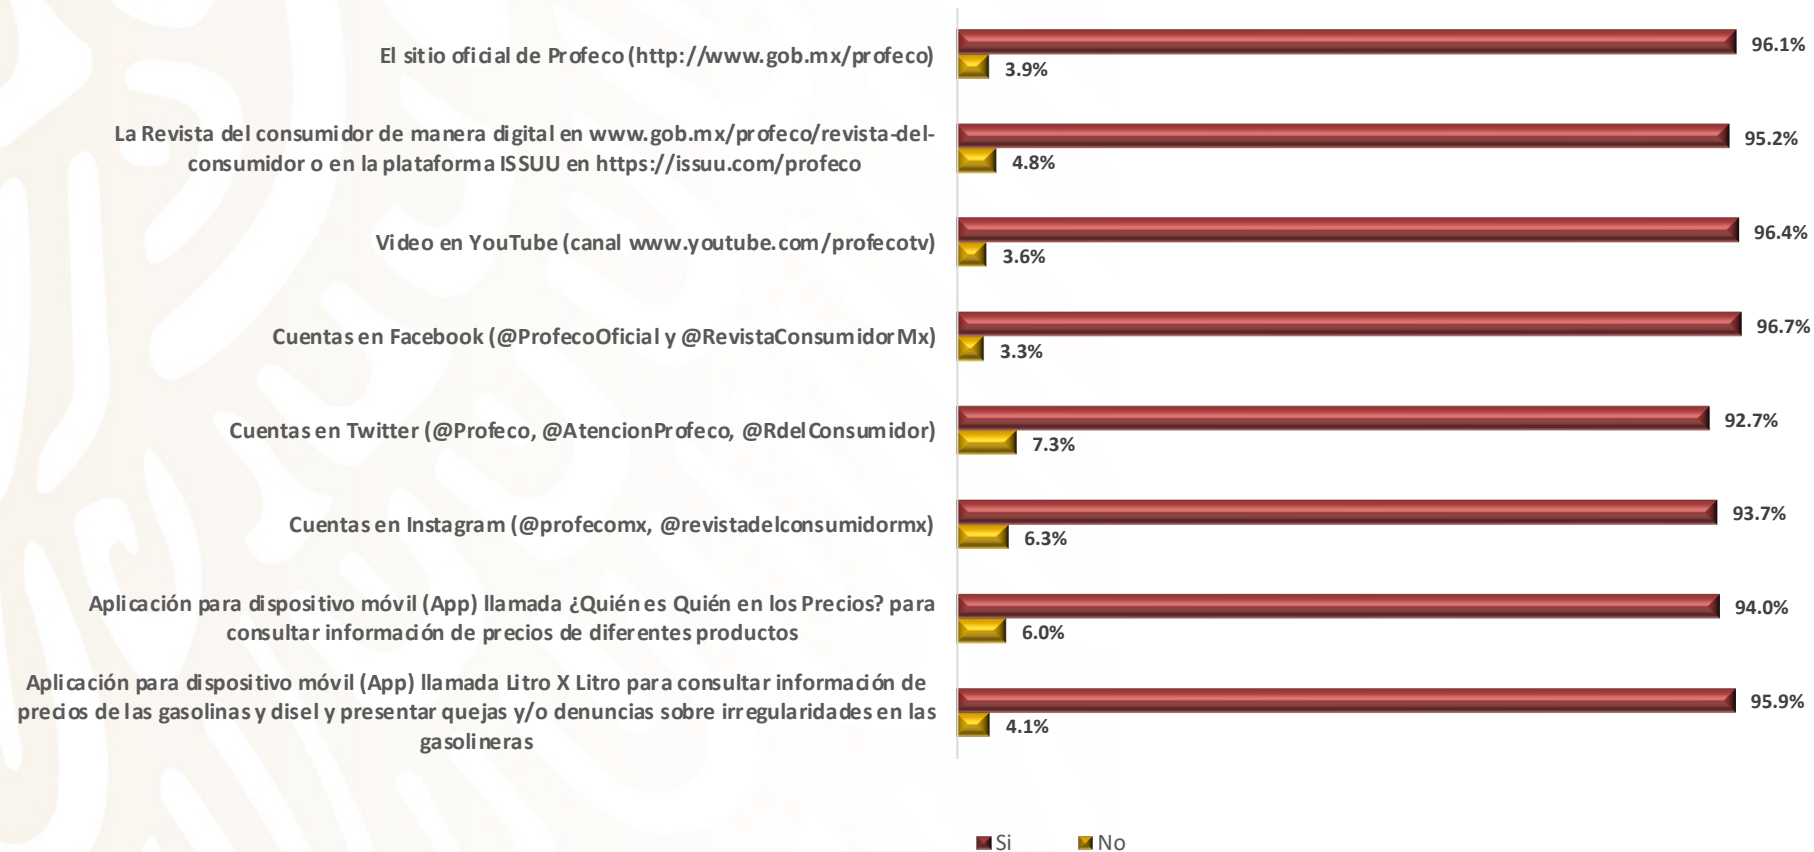 El sitio oficial de Profeco (http://www.gob.mx/profeco)
96.1%
3.9%
La Revista del consumidor de manera digital en www.gob.mx/profeco/revista-del-
consumidor o en la plataforma ISSUU en https://issuu.com/profeco
95.2%
4.8%
Video en YouTube (canal www.youtube.com/profecotv)
96.4%
3.6%
Cuentas en Facebook (@ProfecoOficial y @RevistaConsumidorMx)
96.7%
3.3%
Cuentas en Twitter (@Profeco, @AtencionProfeco, @RdelConsumidor)
92.7%
7.3%
Cuentas en Instagram (@profecomx, @revistadelconsumidormx)
93.7%
6.3%
Aplicación para dispositivo móvil (App) llamada ¿Quién es Quién en los Precios? para
consultar información de precios de diferentes productos
94.0%
6.0%
Aplicación para dispositivo móvil (App) llamada Litro X Litro para consultar información de
precios de las gasolinas y disel y presentar quejas y/o denuncias sobre irregularidades en las
gasolineras
95.9%
4.1%
Si No